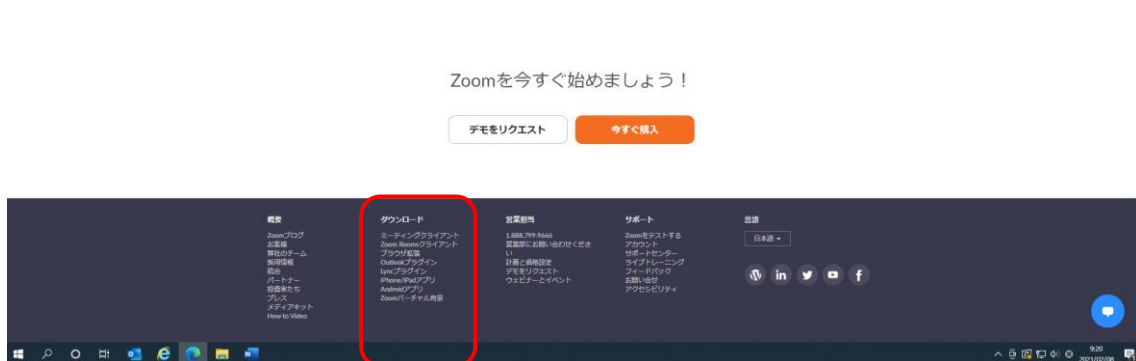 Zoomを今すぐ始めましょう！
デモをリクエスト
今すぐ購入
概要
Zoomブログ
お客様
弊社のチーム
採用情報
統合
パートナー
投資家たち
プレス
メディアキット
How to Video
ダウンロード
ミーティングクライアント
Zoom Roomsクライアント
ブラウザ拡張
Outlookプラグイン
Lyncプラグイン
iPhone/iPadアプリ
Androidアプリ
Zoomバーチャル背景
営業担当
1.888.799.9666
営業部にお問い合わせくださ
い
計画と価格設定
デモをリクエスト
ウェビナーとイベント
サポート
Zoomをテストする
アカウント
サポートセンター
ライブトレーニング
フィードバック
お問い合せ
アクセシビリティ
言語
日本語
in
f
9:20
2021/02/08